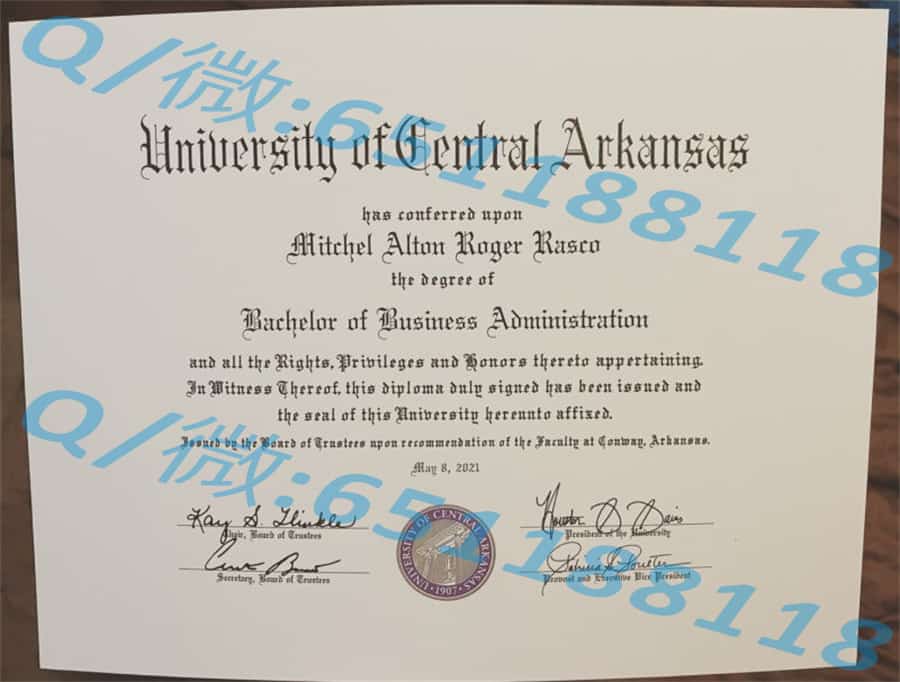 University of Central Arkansas
has conferred upon
Mitchel Alton Roger Rasco
the degree of
Bachelor of Business Administration
and all the Rights, Privileges and Honors thereto appertaining.
In Witness Thereof, this diploma duly signed has been issued and
the seal of this University hereunto affixed.
Issued by the Board of Trustees upon recommendation of the Faculty at Conway, Arkansas.
May 8, 2021
Kay S. Hinkle
Chair, Board of Trustees
Secretary, Board of Trustees
UNIVERSITY OF CENTRAL ARKANSAS
·1907·
Houston D Davis
President of the University
Patricia S Poulter
Provost and Executive Vice President
Q/微:651188118
Q/微:651188118